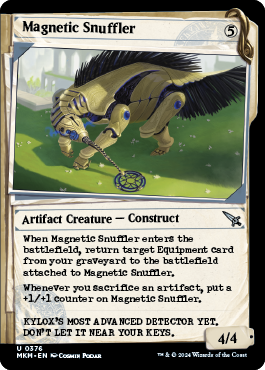 Magnetic Snuffler 5
Artifact Creature — Construct
When Magnetic Snuffler enters the
battlefield, return target Equipment card
from your graveyard to the battlefield
attached to Magnetic Snuffler.
Whenever you sacrifice an artifact, put a
+1/+1 counter on Magnetic Snuffler.
KYLOX'S MOST ADVANCED DETECTOR YET.
DON'T LET IT NEAR YOUR KEYS.
4/4
U 0376
MKM • EN Cosmin Podar
™ & © 2024 Wizards of the Coast